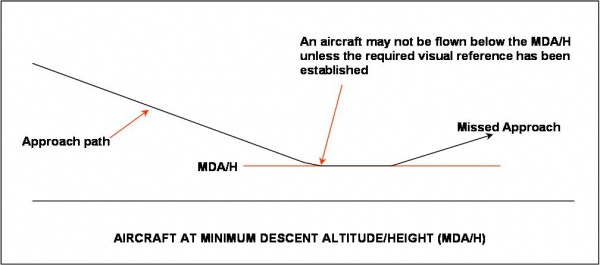 An aircraft may not be flown below the MDA/H
unless the required visual reference has been
established
Missed Approach
Approach path
MDA/H
AIRCRAFT AT MINIMUM DESCENT ALTITUDE/HEIGHT (MDA/H)